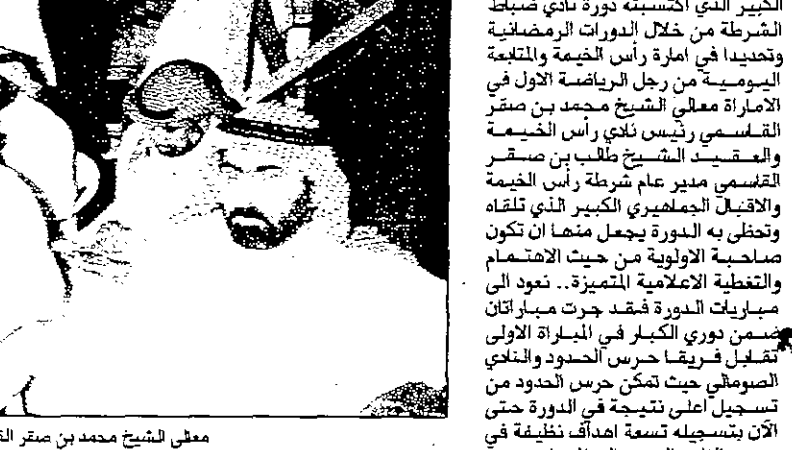 الكبير الذي اكتسبته دورة نادي ضباط
الشرطة من خلال الدورات الرمضانية
وتحديدا في امارة رأس الخيمة والمتابعة
اليومية من رجل الرياضة الاول في
الاماراة معالي الشيخ محمد بن صقر
القاسمي رئيس نادي رأس الخيمة
والعقيد الشيخ طالب بن صقر
القاسمي مدير عام شرطة رأس الخيمة
والاقبال الجماهيري الكبير الذي تلقاه
وتحظى به الدورة يجعل منها ان تكون
صاحبة الاولوية من حيث الاهتمام
والتغطية الاعلامية المتميزة.. نعود الى
مباريات الدورة فقد جرت مباراتان
ضمن دوري الكبار في المباراة الاولى
تقابل فريقا حرس الحدود والنادي
الصومالي حيث تمكن حرس الحدود من
تسجيل اعلى نتيجة في الدورة حتى
الآن بتسجيله تسعة اهداف نظيفة في
معالي الشيخ محمد بن صقر